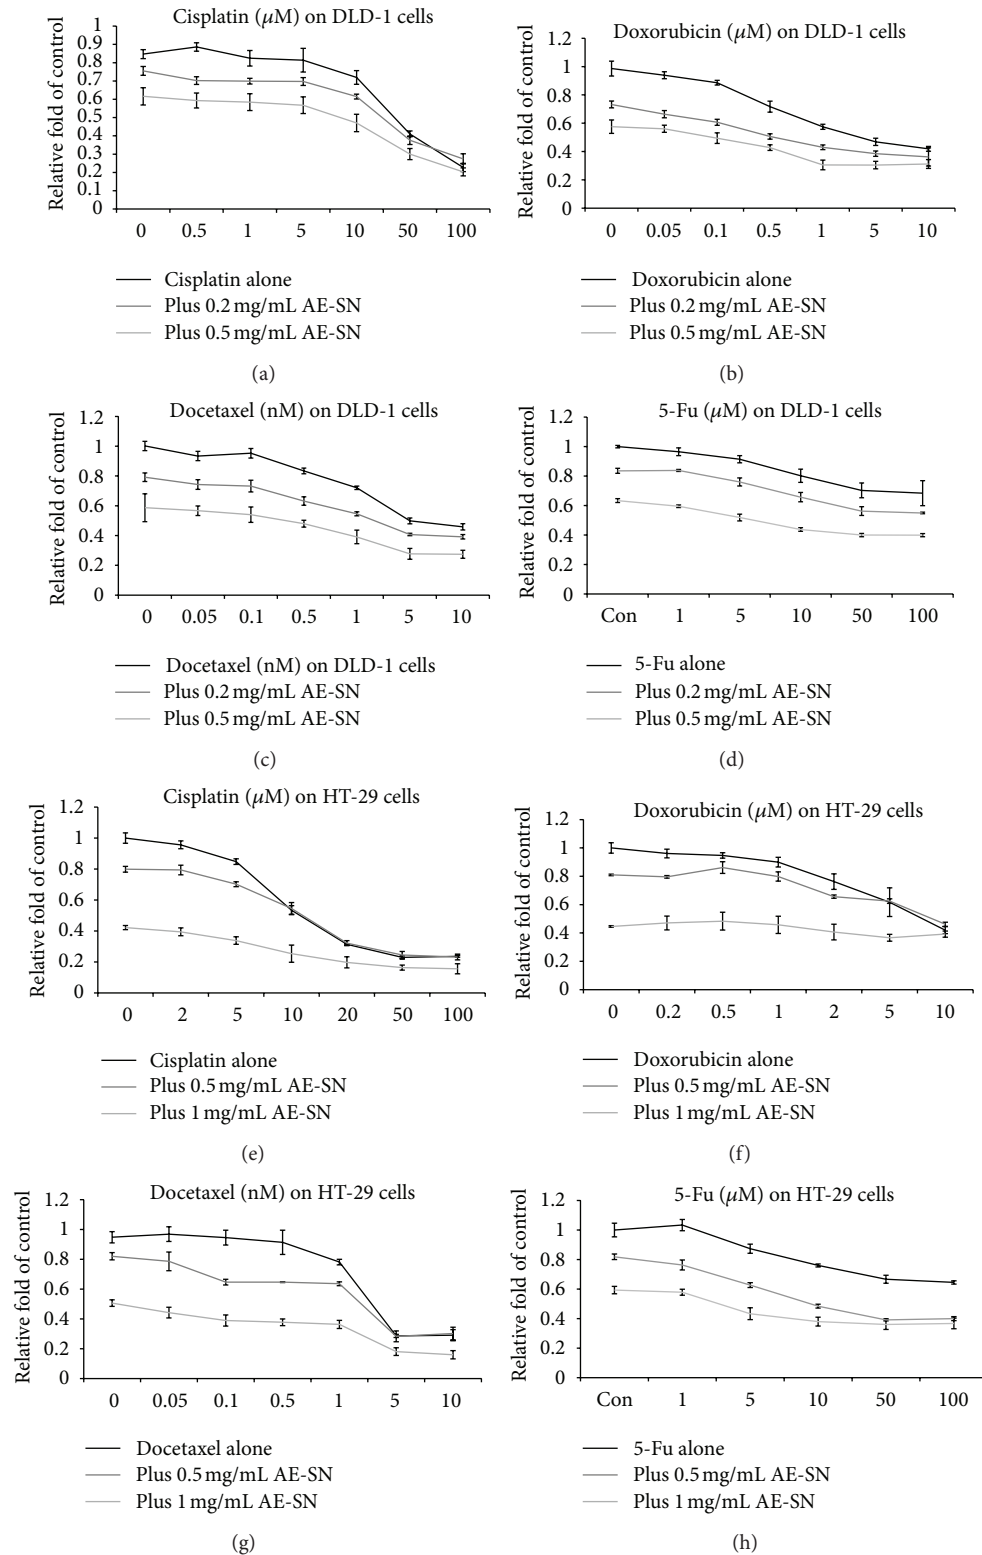 Cisplatin (μM) on DLD-1 cells
Relative fold of control
1
0.9
0.8
0.7
0.6
0.5
0.4
0.3
0.2
0.1
0
0 0.5 1 5 10 50 100
Cisplatin alone
Plus 0.2 mg/mL AE-SN
Plus 0.5 mg/mL AE-SN
(a)
Doxorubicin (μM) on DLD-1 cells
Relative fold of control
1.2
1
0.8
0.6
0.4
0.2
0
0 0.05 0.1 0.5 1 5 10
Doxorubicin alone
Plus 0.2 mg/mL AE-SN
Plus 0.5 mg/mL AE-SN
(b)
Docetaxel (nM) on DLD-1 cells
Relative fold of control
1.2
1
0.8
0.6
0.4
0.2
0
0 0.05 0.1 0.5 1 5 10
Docetaxel (nM) on DLD-1 cells
Plus 0.2 mg/mL AE-SN
Plus 0.5 mg/mL AE-SN
(c)
5-Fu (μM) on DLD-1 cells
Relative fold of control
1.2
1
0.8
0.6
0.4
0.2
0
Con 1 5 10 50 100
5-Fu alone
Plus 0.2 mg/mL AE-SN
Plus 0.5 mg/mL AE-SN
(d)
Cisplatin (μM) on HT-29 cells
Relative fold of control
1.2
1
0.8
0.6
0.4
0.2
0
0 2 5 10 20 50 100
Cisplatin alone
Plus 0.5 mg/mL AE-SN
Plus 1 mg/mL AE-SN
(e)
Doxorubicin (μM) on HT-29 cells
Relative fold of control
1.2
1
0.8
0.6
0.4
0.2
0
0 0.2 0.5 1 2 5 10
Doxorubicin alone
Plus 0.5 mg/mL AE-SN
Plus 1 mg/mL AE-SN
(f)
Docetaxel (nM) on HT-29 cells
Relative fold of control
1.2
1
0.8
0.6
0.4
0.2
0
0 0.05 0.1 0.5 1 5 10
Docetaxel alone
Plus 0.5 mg/mL AE-SN
Plus 1 mg/mL AE-SN
(g)
5-Fu (μM) on HT-29 cells
Relative fold of control
1.2
1
0.8
0.6
0.4
0.2
0
Con 1 5 10 50 100
5-Fu alone
Plus 0.5 mg/mL AE-SN
Plus 1 mg/mL AE-SN
(h)